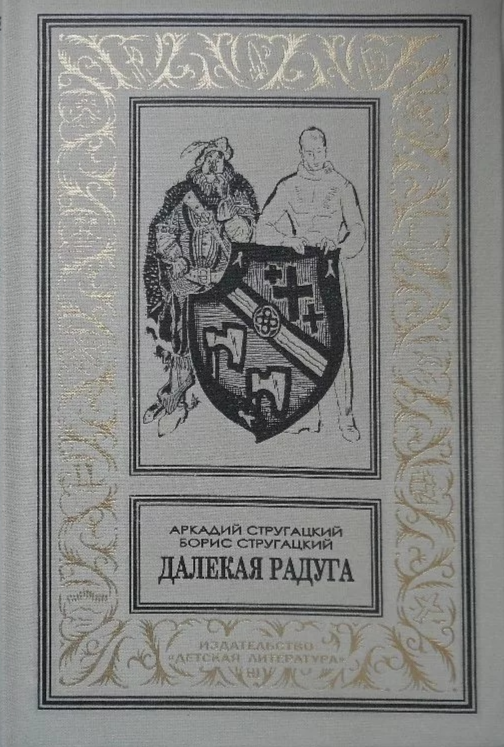 АРКАДИЙ СТРУГАЦКИЙ
БОРИС СТРУГАЦКИЙ
ДАЛЕКАЯ РАДУГА
ИЗДАТЕЛЬСТВО
«ДЕТСКАЯ ЛИТЕРАТУРА»